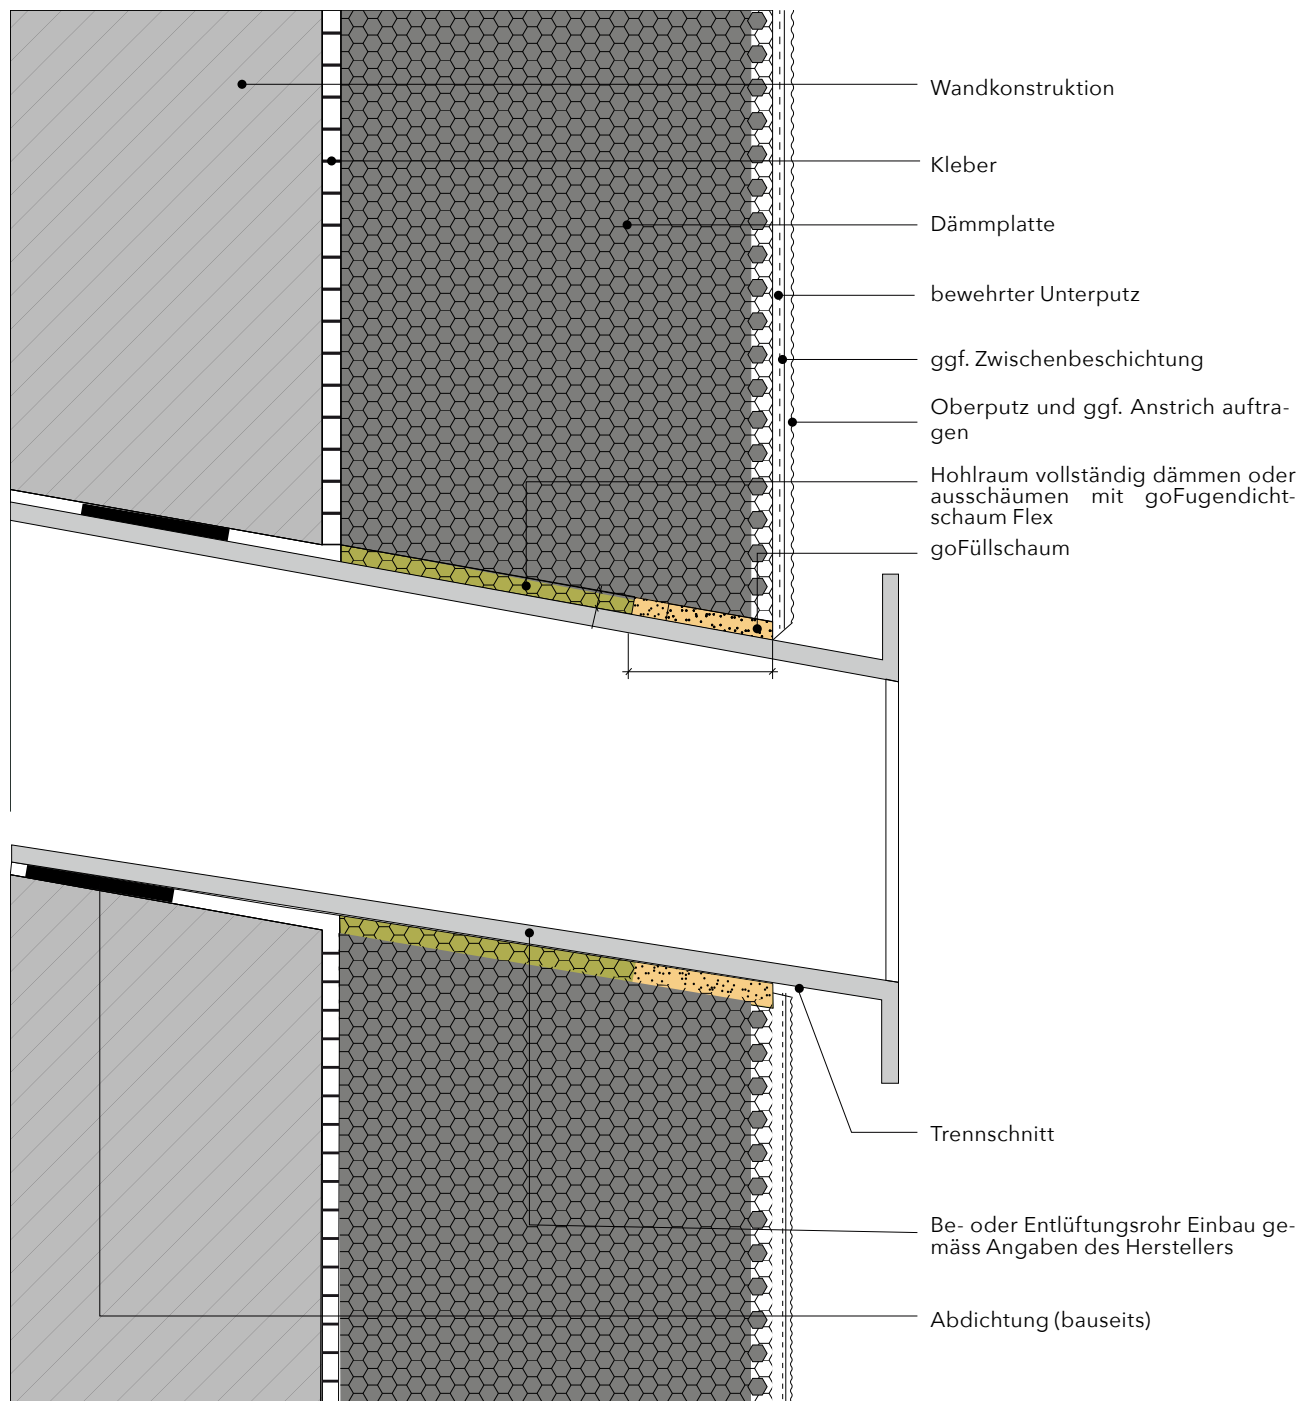 Wandkonstruktion
Kleber
Dämmplatte
bewehrter Unterputz
ggf. Zwischenbeschichtung
Oberputz und ggf. Anstrich auftra-
gen
Hohlraum vollständig dämmen oder
ausschäumen mit goFugendicht-
schaum Flex
goFüllschaum
Trennschnitt
Be- oder Entlüftungsrohr Einbau ge-
mäss Angaben des Herstellers
Abdichtung (bauseits)